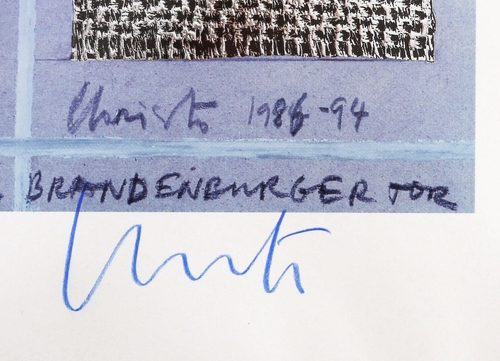 Christo 1986-94
BRANDENBURGER TOR
Christo